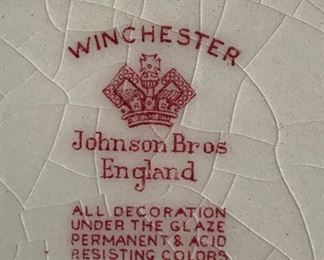 WINCHESTER
Johnson Bros
England
ALL DECORATION
UNDER THE GLAZE
PERMANENT & ACID
RESISTING COLORS